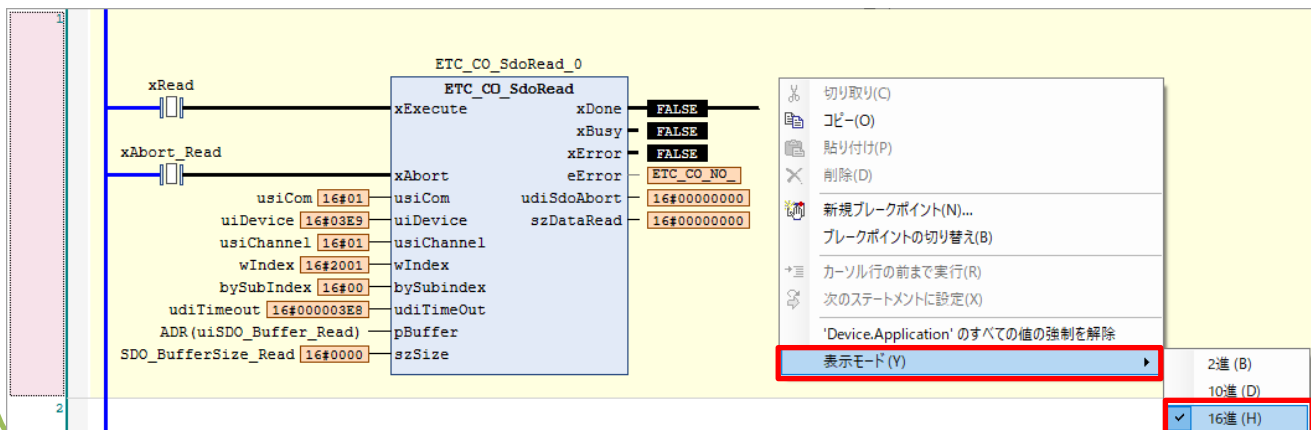 1
ETC_CO_SdoRead_0
xRead
ETC_CO_SdoRead
xExecute xDone FALSE
xBusy FALSE
xAbort_Read xError FALSE
xAbort eError ETC_CO_NO_
usiCom 16#01 usiCom udiSdoAbort 16#00000000
uiDevice 16#03E9 uiDevice szDataRead 16#00000000
usiChannel 16#01 usiChannel
wIndex 16#2001 wIndex
bySubIndex 16#00 bySubindex
udiTimeout 16#000003E8 udiTimeOut
ADR(uiSDO_Buffer_Read) pBuffer
SDO_BufferSize_Read 16#0000 szSize
2
切り取り(C)
コピー(O)
貼り付け(P)
削除(D)
新規ブレークポイント(N)...
ブレークポイントの切り替え(B)
カーソル行の前まで実行(R)
次のステートメントに設定(X)
'Device.Application' のすべての値の強制を解除
表示モード(Y)
2進 (B)
10進 (D)
16進 (H)